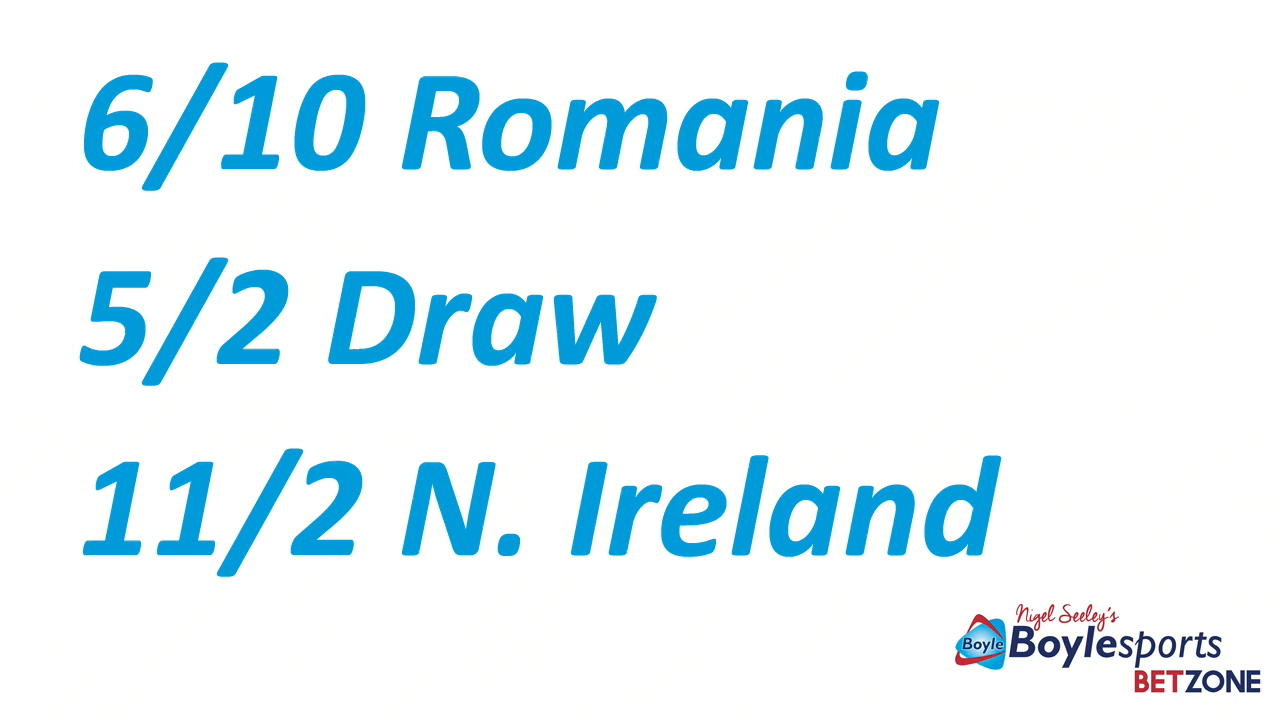 6/10 Romania
5/2 Draw
11/2 N. Ireland
Nigel Seeley's
Boyle Boylesports
BETZONE